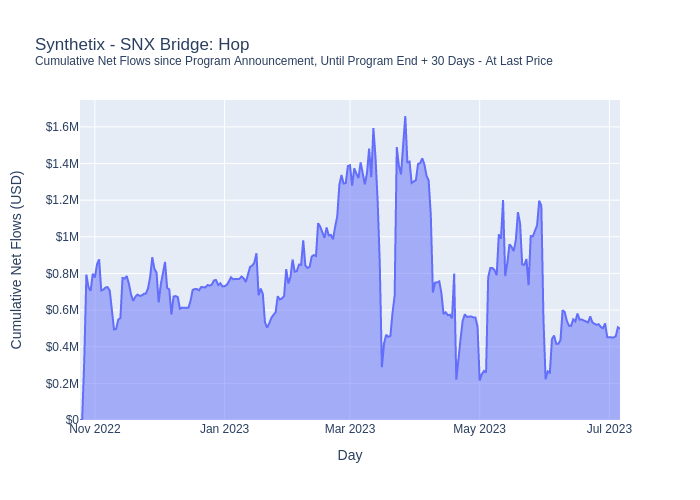 Synthetix - SNX Bridge: Hop
Cumulative Net Flows since Program Announcement, Until Program End + 30 Days - At Last Price
Cumulative Net Flows (USD)
$1.6M
$1.4M
$1.2M
$1M
$0.8M
$0.6M
$0.4M
$0.2M
$0
Nov 2022 Jan 2023 Mar 2023 May 2023 Jul 2023
Day